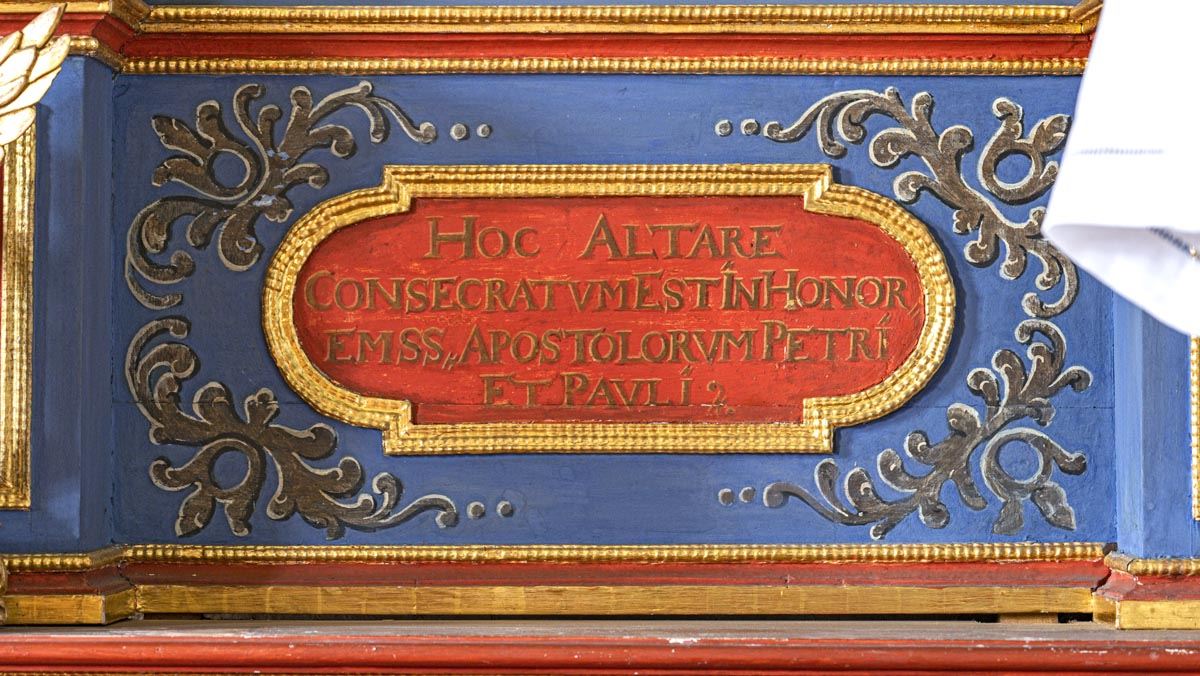 HOC ALTARE
CONSECRATVM EST IN HONOR
EM SS,, APOSTOLORVM PETRI
ET PAVLI